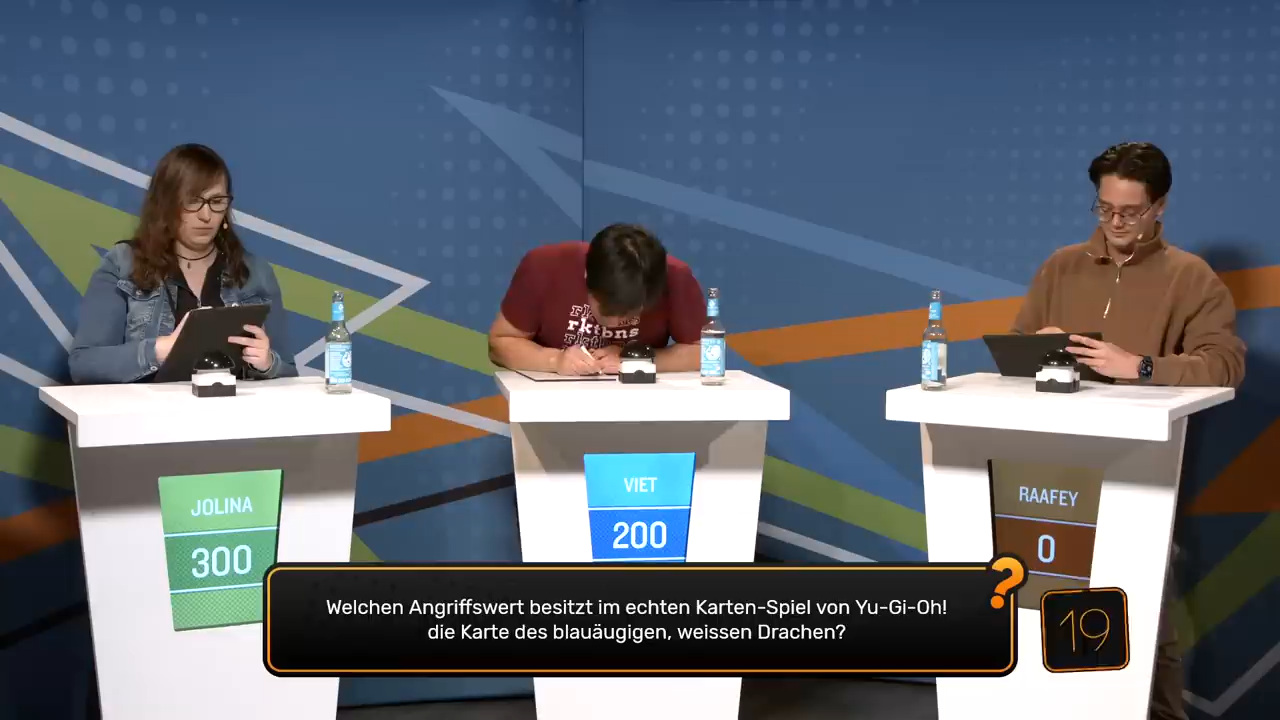 rktbns
JOLINA
300
VIET
200
RAAFEY
0
Welchen Angriffswert besitzt im echten Karten-Spiel von Yu-Gi-Oh!
die Karte des blauäugigen, weissen Drachen?
?
19